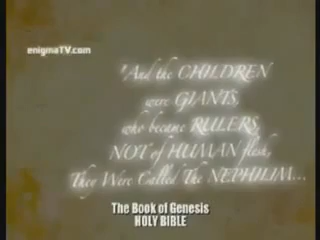 enigmaTV.com
"And the CHILDREN
were GIANTS,
who became RULERS,
NOT of HUMAN flesh,
They Were Called The NEPHILIM...
The Book of Genesis
HOLY BIBLE